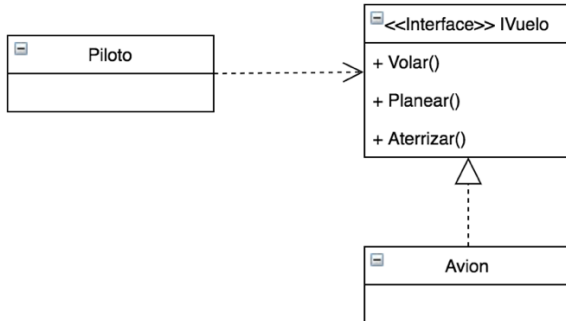 <<Interface>> IVuelo
Piloto
+ Volar()
+ Planear()
+ Aterrizar()
Avion